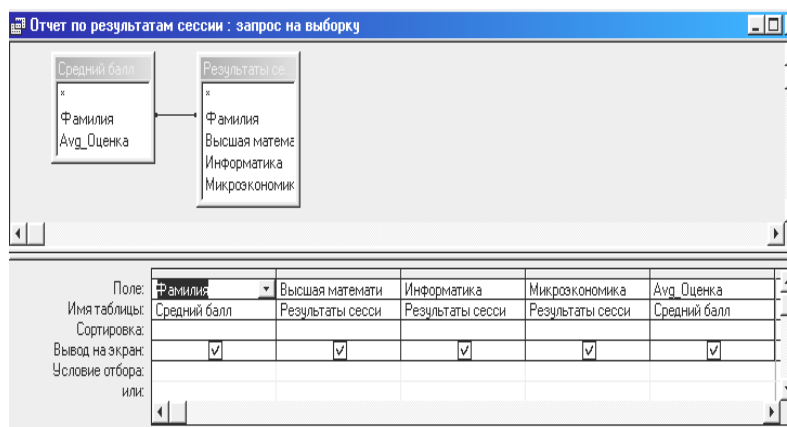 Отчет по результатам сессии : запрос на выборку
Средний балл
*
Фамилия
Avg_Оценка
Результаты се
*
Фамилия
Высшая матема
Информатика
Микроэкономик
Поле: Фамилия Высшая математи Информатика Микроэкономика Avg_Оценка
Имя таблицы: Средний балл Результаты сесси Результаты сесси Результаты сесси Средний балл
Сортировка:
Вывод на экран:
Условие отбора:
или: